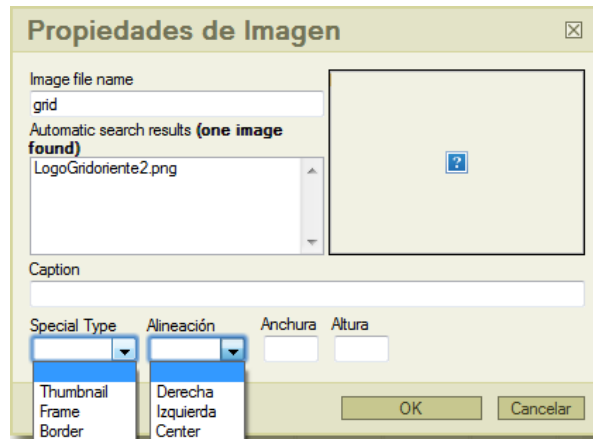 Propiedades de Imagen
Image file name
grid
Automatic search results (one image
found)
LogoGridoriente2.png
?
Caption
Special Type Alineación Anchura Altura
Thumbnail Derecha
Frame Izquierda
Border Center
OK Cancelar